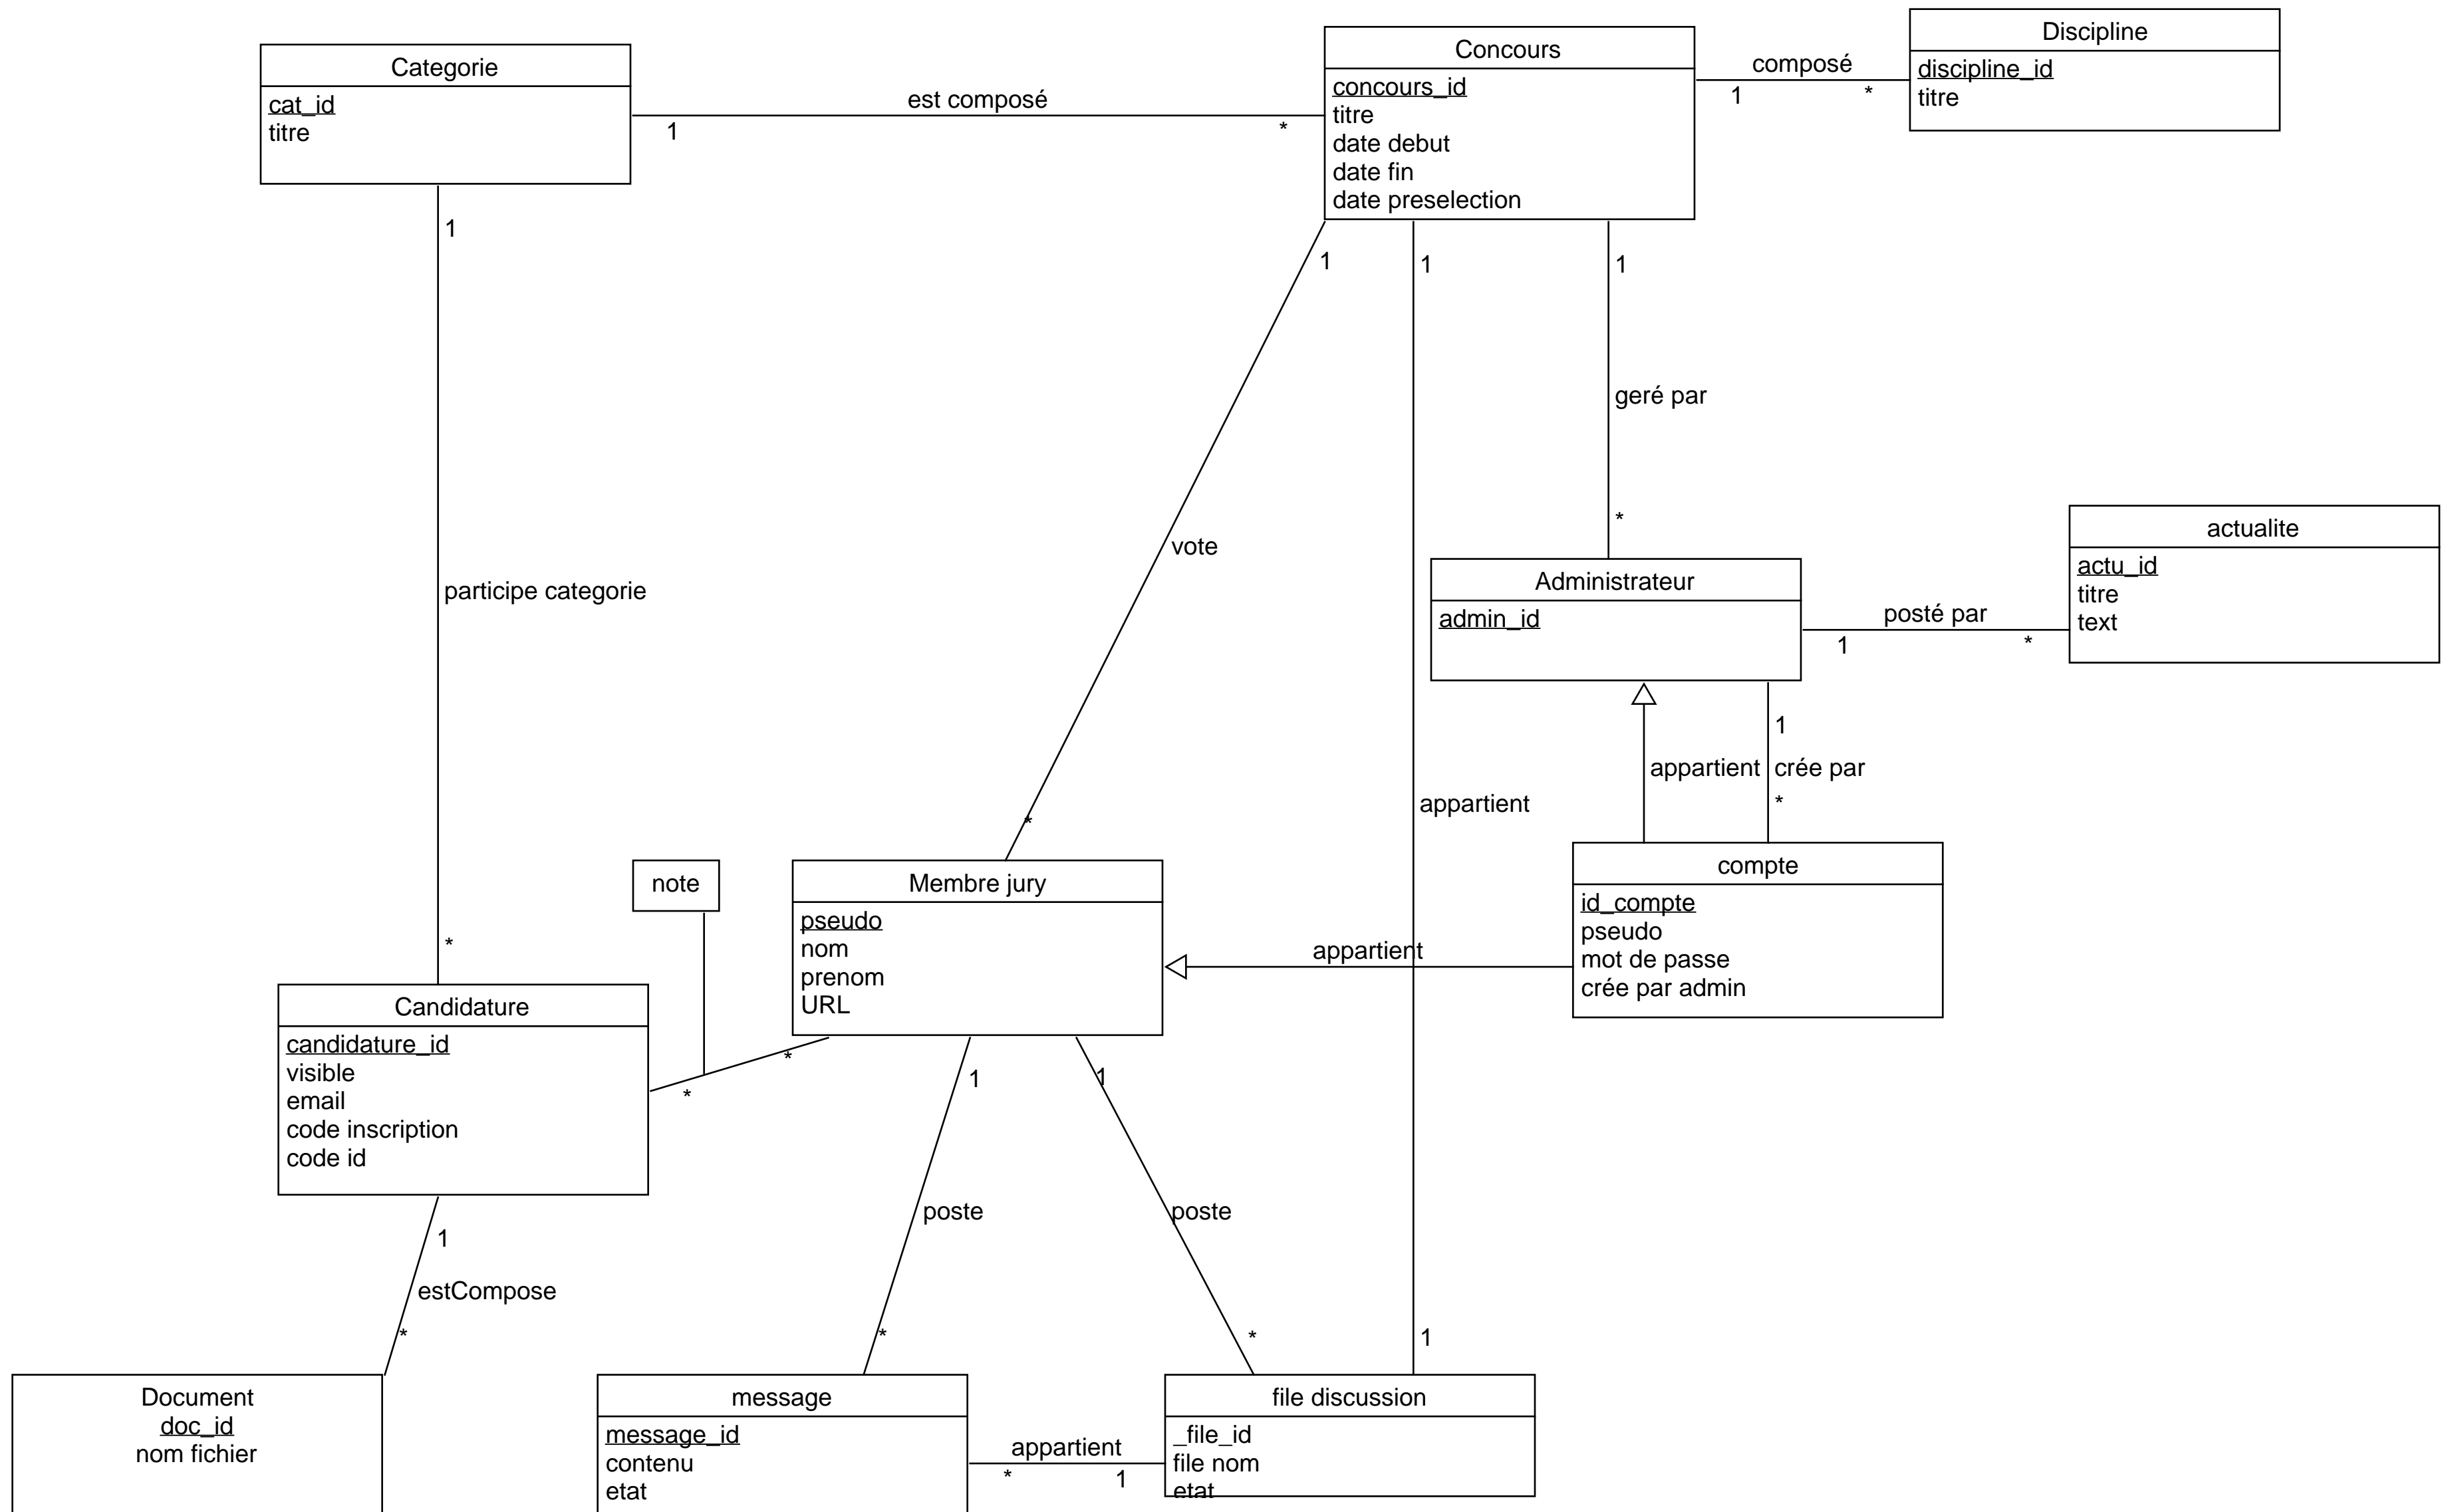 Categorie
cat_id
titre
est composé
1
*
Concours
concours_id
titre
date debut
date fin
date preselection
composé
1
*
Discipline
discipline_id
titre
1
participe categorie
*
1
vote
*
1
appartient
1
1
geré par
*
Administrateur
admin_id
posté par
1
*
actualite
actu_id
titre
text
appartient
1
crée par
*
compte
id_compte
pseudo
mot de passe
crée par admin
note
Membre jury
pseudo
nom
prenom
URL
appartient
Candidature
candidature_id
visible
email
code inscription
code id
*
*
1
poste
*
1
poste
*
1
estCompose
*
Document
doc_id
nom fichier
message
message_id
contenu
etat
appartient
*
1
file discussion
_file_id
file nom
etat